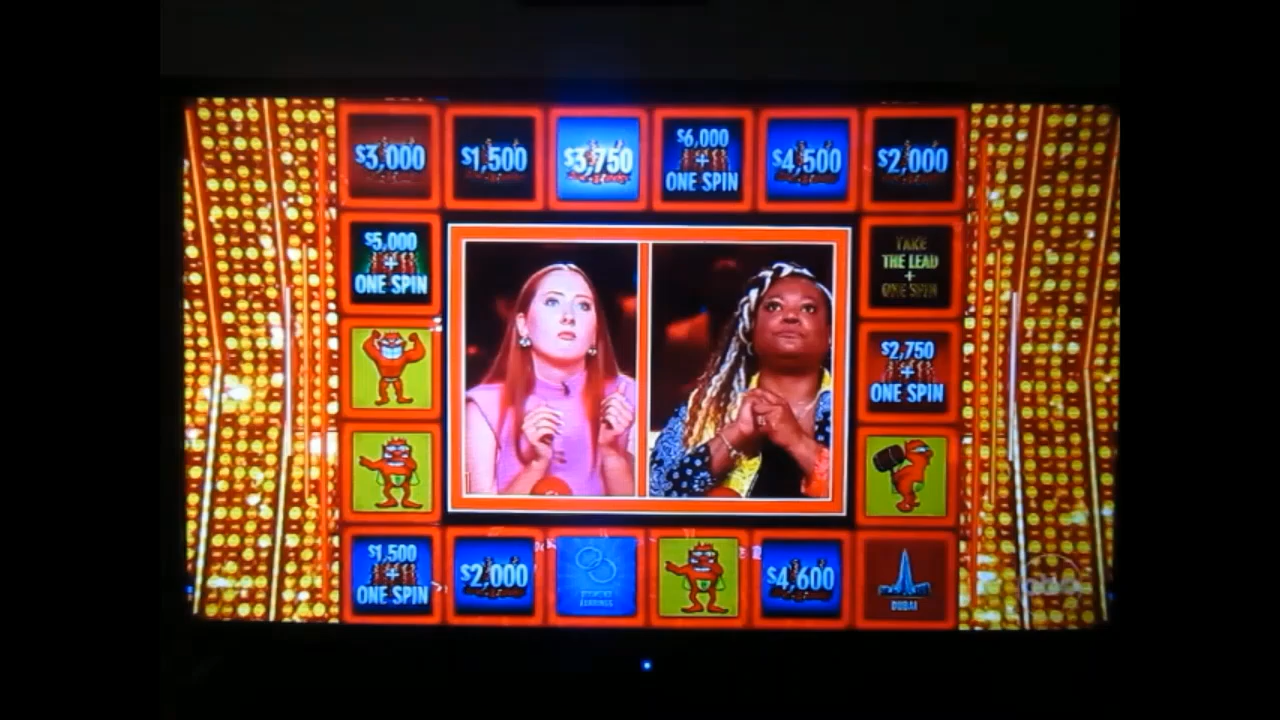 $3,000
$1,500
$3,750
$6,000
+
ONE SPIN
$4,500
$2,000
$5,000
+
ONE SPIN
TAKE
THE LEAD
+
ONE SPIN
$2,750
+
ONE SPIN
$1,500
+
ONE SPIN
$2,000
EARRINGS
$4,600
DUBAI